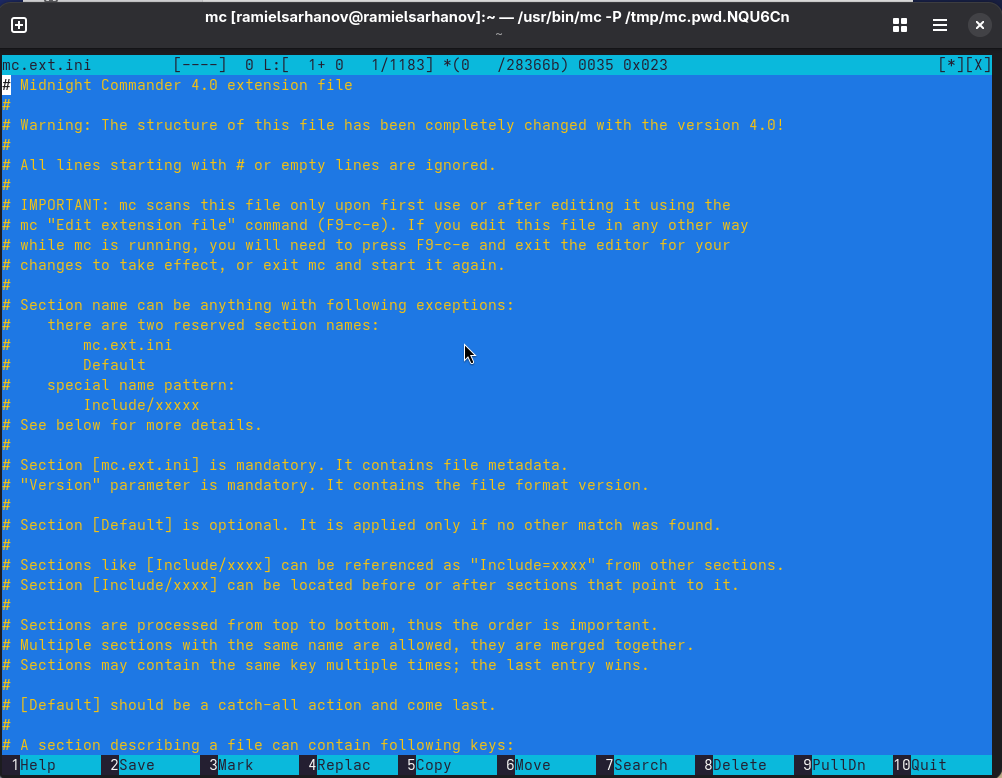 mc [ramielsarhanov@ramielsarhanov]:~ — /usr/bin/mc -P /tmp/mc.pwd.NQU6Cn
~
mc.ext.ini         [----]  0 L:[  1+ 0   1/1183] *(0   /28366b) 0035 0x023                              [*][X]
# Midnight Commander 4.0 extension file
#
# Warning: The structure of this file has been completely changed with the version 4.0!
#
# All lines starting with # or empty lines are ignored.
#
# IMPORTANT: mc scans this file only upon first use or after editing it using the
# mc "Edit extension file" command (F9-c-e). If you edit this file in any other way
# while mc is running, you will need to press F9-c-e and exit the editor for your
# changes to take effect, or exit mc and start it again.
#
# Section name can be anything with following exceptions:
#    there are two reserved section names:
#        mc.ext.ini
#        Default
#    special name pattern:
#        Include/xxxxx
# See below for more details.
#
# Section [mc.ext.ini] is mandatory. It contains file metadata.
# "Version" parameter is mandatory. It contains the file format version.
#
# Section [Default] is optional. It is applied only if no other match was found.
#
# Sections like [Include/xxxx] can be referenced as "Include=xxxx" from other sections.
# Section [Include/xxxx] can be located before or after sections that point to it.
#
# Sections are processed from top to bottom, thus the order is important.
# Multiple sections with the same name are allowed, they are merged together.
# Sections may contain the same key multiple times; the last entry wins.
#
# [Default] should be a catch-all action and come last.
#
# A section describing a file can contain following keys:
1Help 2Save 3Mark 4Replac 5Copy 6Move 7Search 8Delete 9PullDn 10Quit